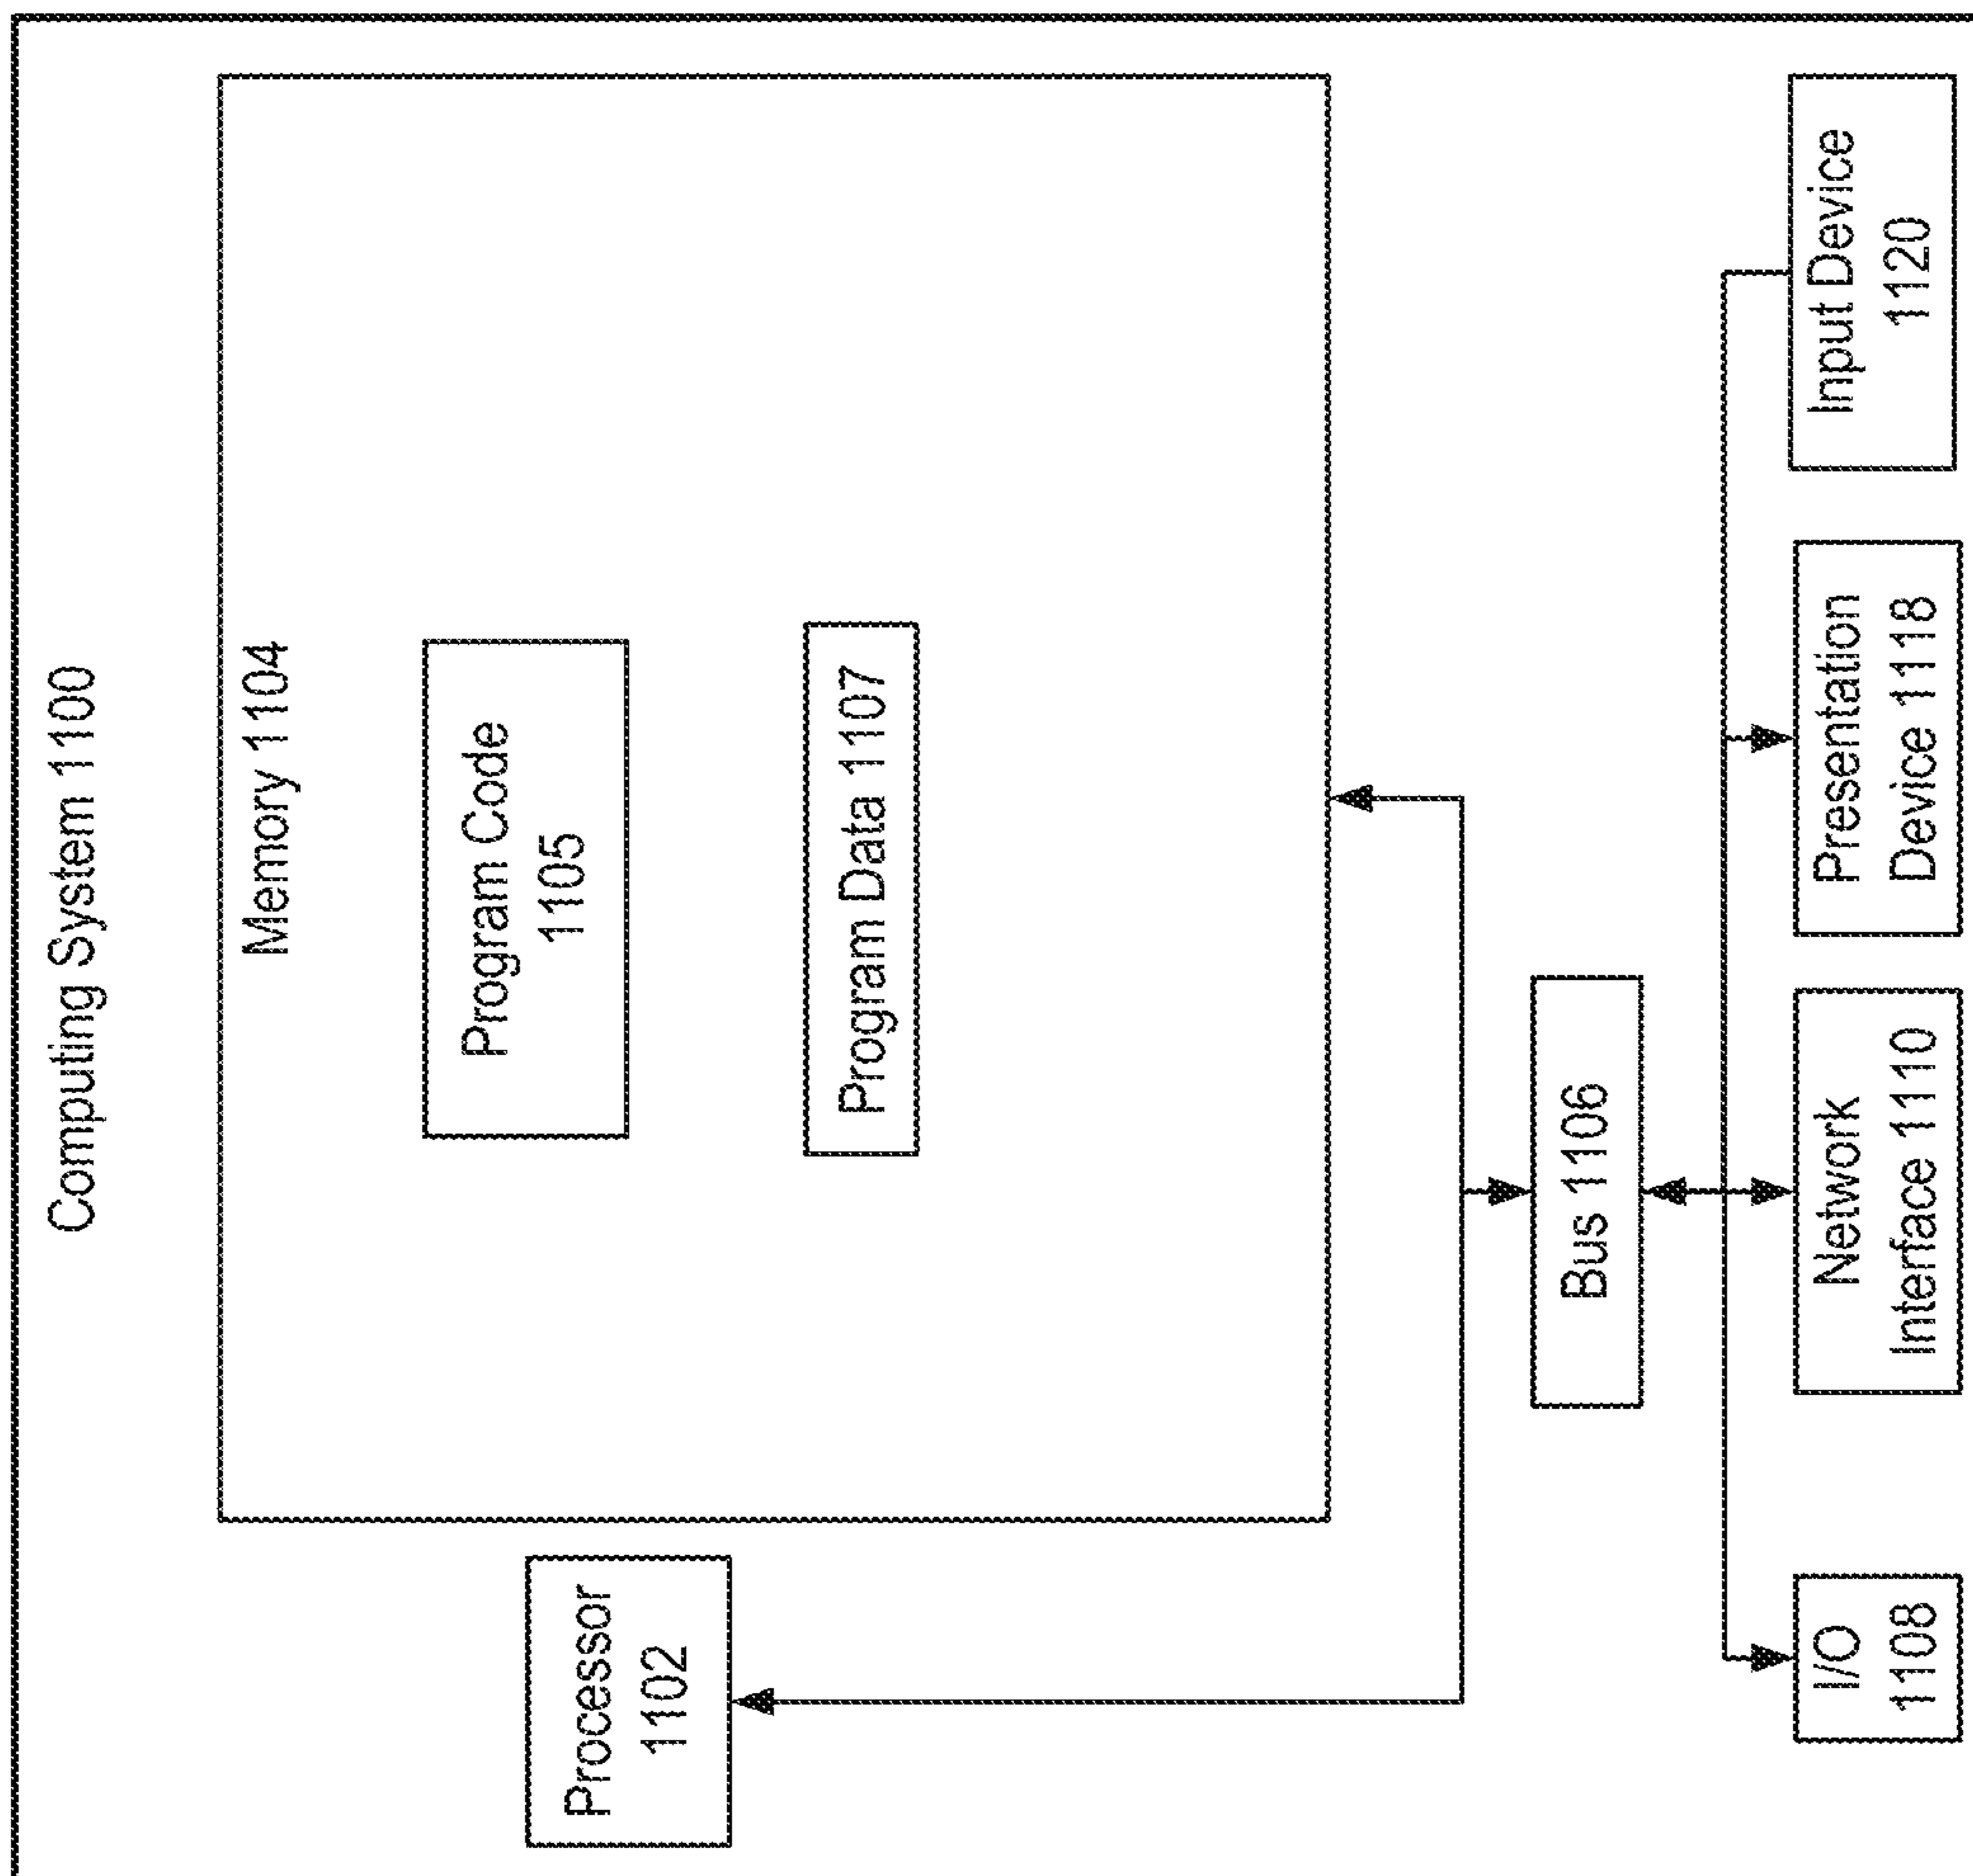 Computing System 1100
Processor
1102
Memory 1104
Program Code
1105
Program Data 1107
Bus 1106
I/O
1108
Network
Interface 1110
Presentation
Device 1118
Input Device
1120